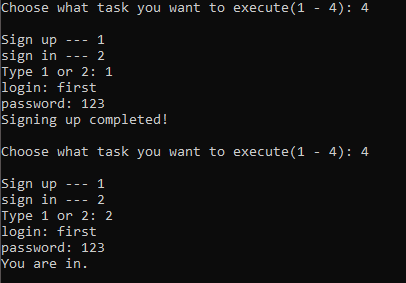 Choose what task you want to execute(1 - 4): 4
Sign up --- 1
sign in --- 2
Type 1 or 2: 1
login: first
password: 123
Signing up completed!
Choose what task you want to execute(1 - 4): 4
Sign up --- 1
sign in --- 2
Type 1 or 2: 2
login: first
password: 123
You are in.